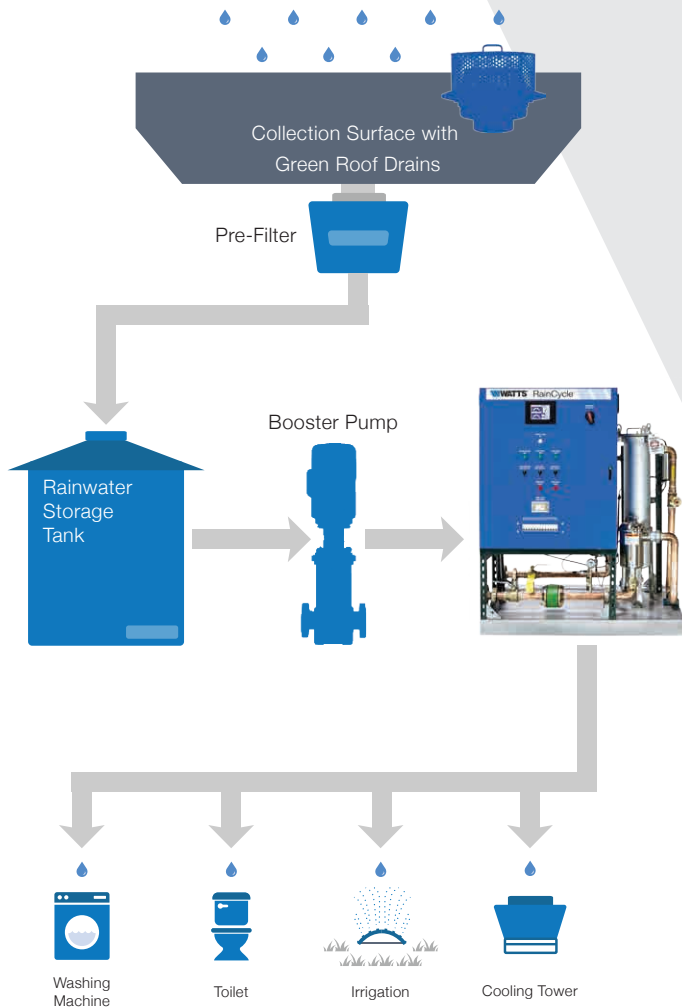 Collection Surface with
Green Roof Drains
Pre-Filter
Booster Pump
WATTS RainCycle
Rainwater
Storage
Tank
Washing
Machine
Toilet
Irrigation
Cooling Tower